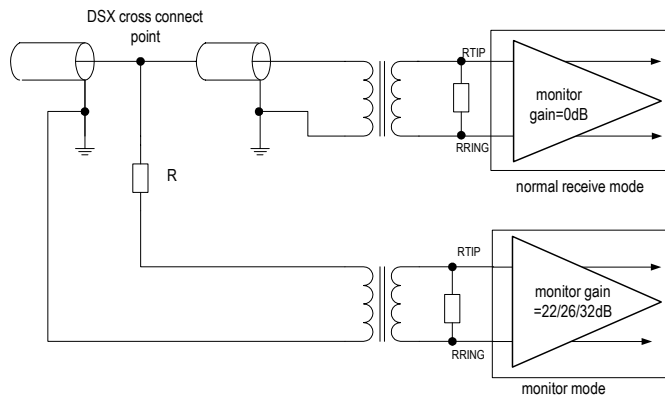 DSX cross connect
point
RTIP
monitor
gain=0dB
RRING
normal receive mode
R
RTIP
monitor gain
=22/26/32dB
RRING
monitor mode